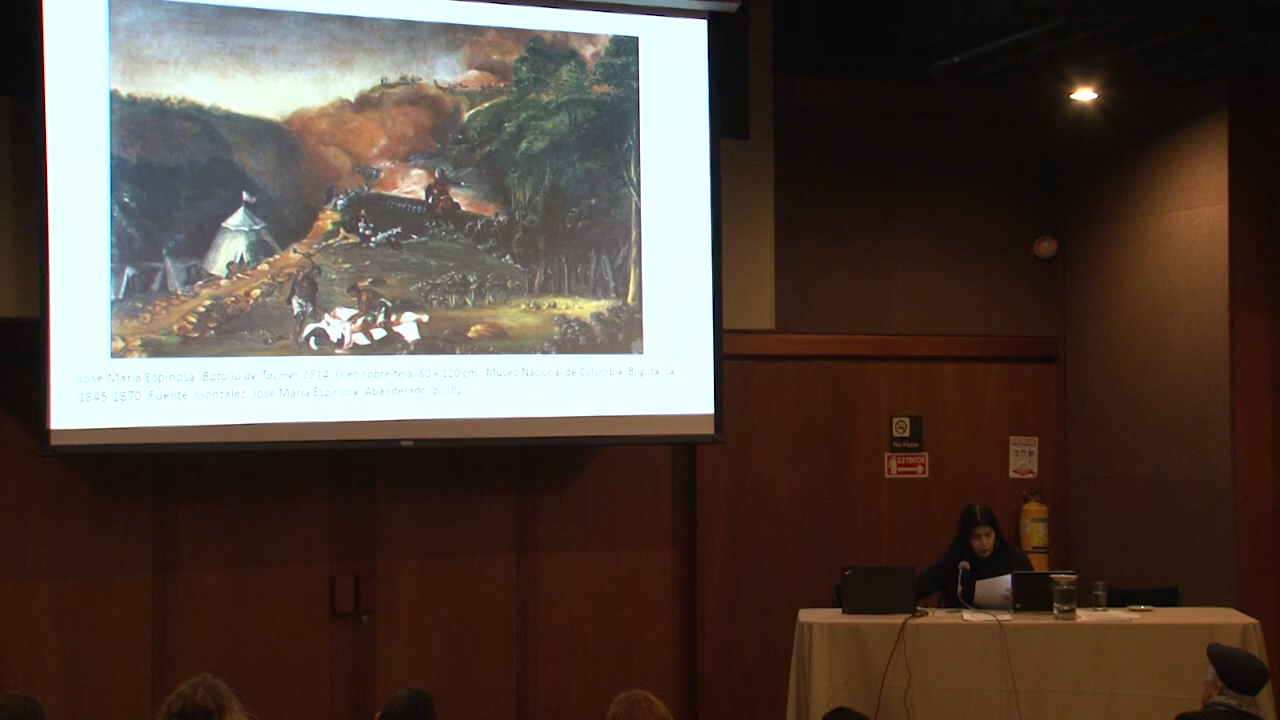 José María Espinosa. Batalla de Tacines 1814. Óleo sobre tela. 80 x 120 cm. Museo Nacional de Colombia, Bogotá. ca
1845-1870. Fuente: González, José María Espinosa. Abanderado. p. 182
No Fumar
EXTINTOR